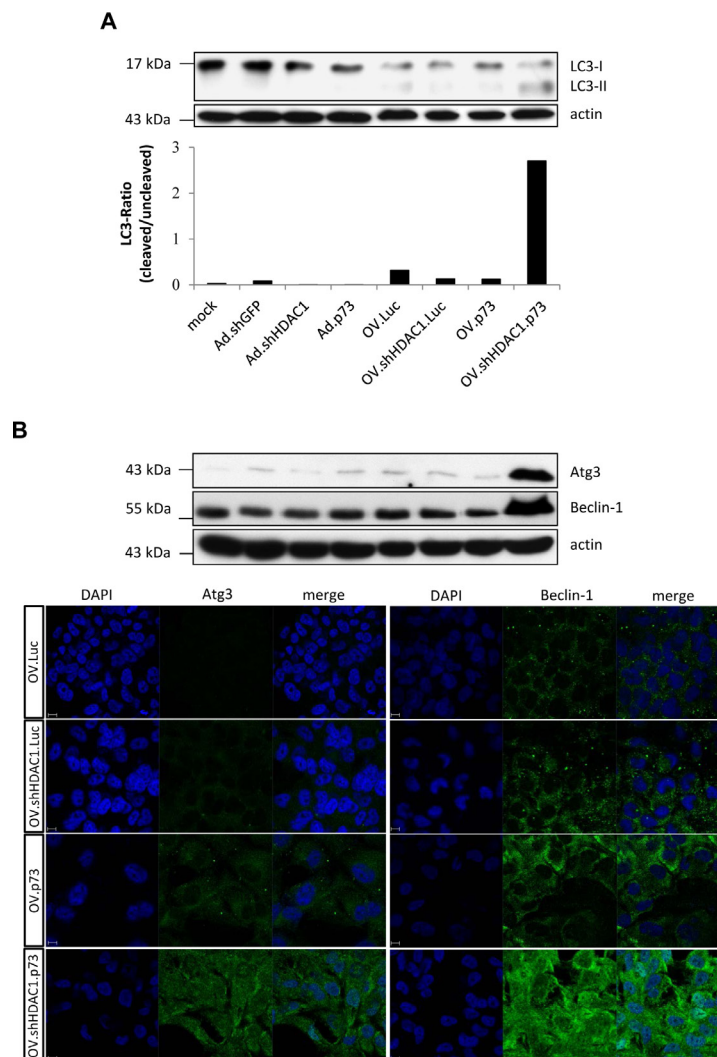 A
17 kDa
LC3-I
LC3-II
43 kDa
actin
3
2
1
0
LC3-Ratio
(cleaved/uncleaved)
mock
Ad.shGFP
Ad.shHDAC1
Ad.p73
OV.Luc
OV.shHDAC1.Luc
OV.p73
OV.shHDAC1.p73
B
43 kDa
Atg3
55 kDa
Beclin-1
43 kDa
actin
DAPI Atg3 merge DAPI Beclin-1 merge
OV.Luc
OV.shHDAC1.Luc
OV.p73
OV.shHDAC1.p73